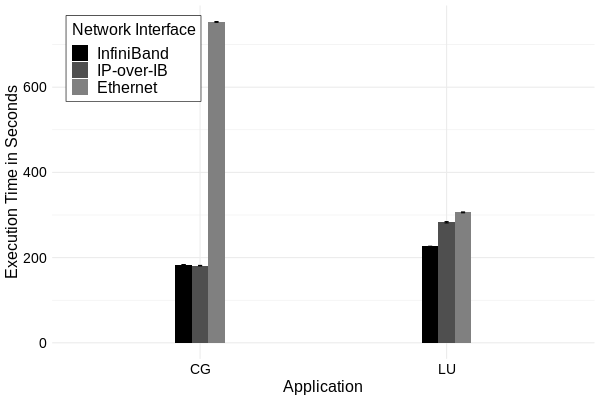 Network Interface
InfiniBand
IP-over-IB
Ethernet
Execution Time in Seconds
600
400
200
0
CG
LU
Application